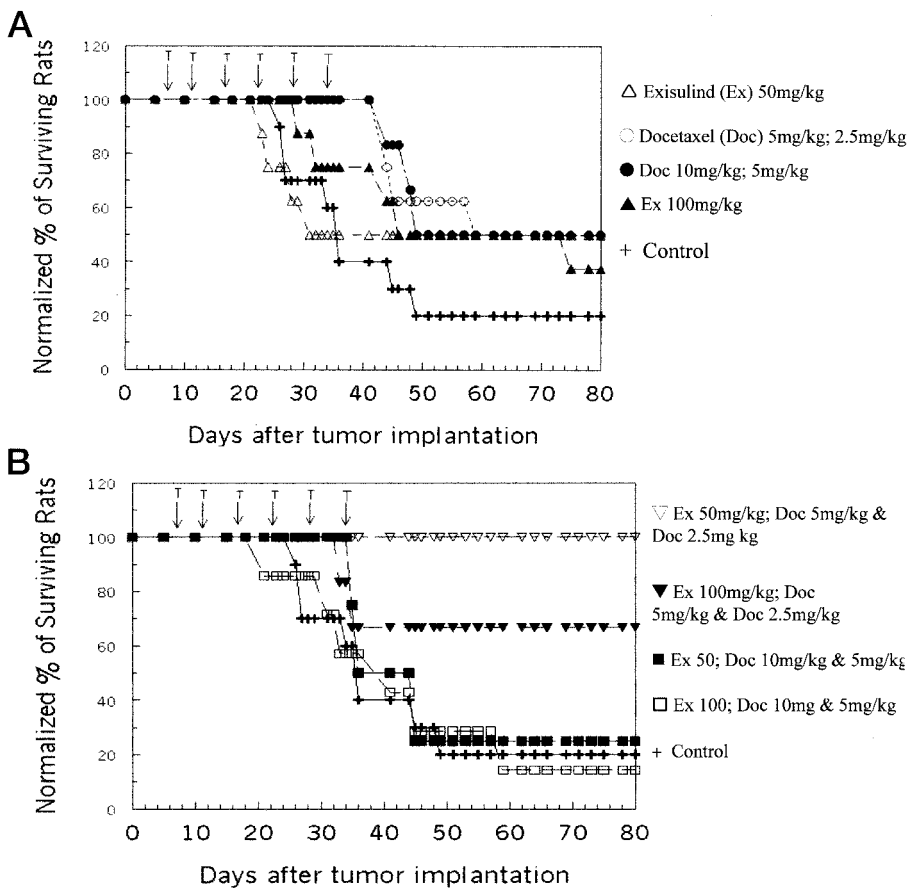 A
T T T T T T
120
100
80
60
40
20
0
Normalized % of Surviving Rats
0 10 20 30 40 50 60 70 80
Days after tumor implantation
Exisulind (Ex) 50mg/kg
Docetaxel (Doc) 5mg/kg; 2.5mg/kg
Doc 10mg/kg; 5mg/kg
Ex 100mg/kg
+ Control
B
T T T T T T
120
100
80
60
40
20
0
Normalized % of Surviving Rats
0 10 20 30 40 50 60 70 80
Days after tumor implantation
Ex 50mg/kg; Doc 5mg/kg &
Doc 2.5mg kg
Ex 100mg/kg; Doc
5mg/kg & Doc 2.5mg/kg
Ex 50; Doc 10mg/kg & 5mg/kg
Ex 100; Doc 10mg & 5mg/kg
+ Control